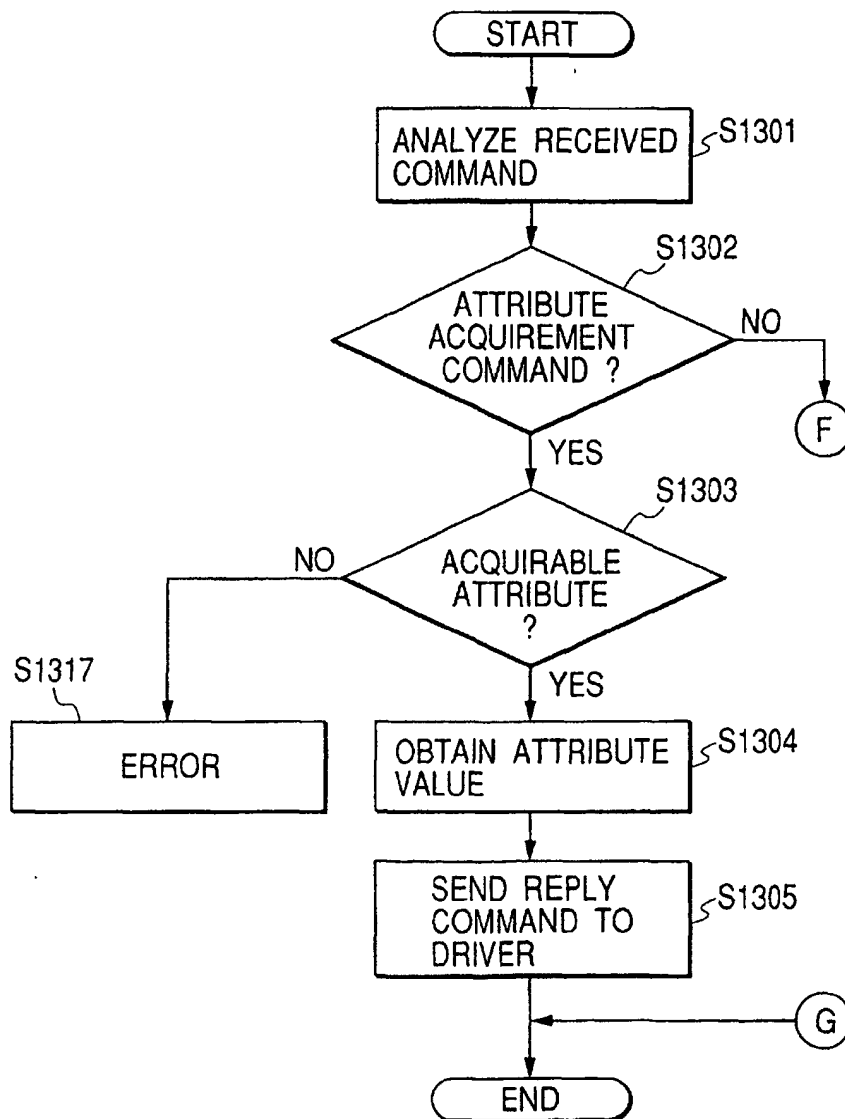 START
ANALYZE RECEIVED
COMMAND
S1301
S1302
ATTRIBUTE
ACQUIREMENT
COMMAND ?
NO
F
YES
S1303
NO
ACQUIRABLE
ATTRIBUTE
?
S1317
YES
ERROR
OBTAIN ATTRIBUTE
VALUE
S1304
SEND REPLY
COMMAND TO
DRIVER
S1305
G
END